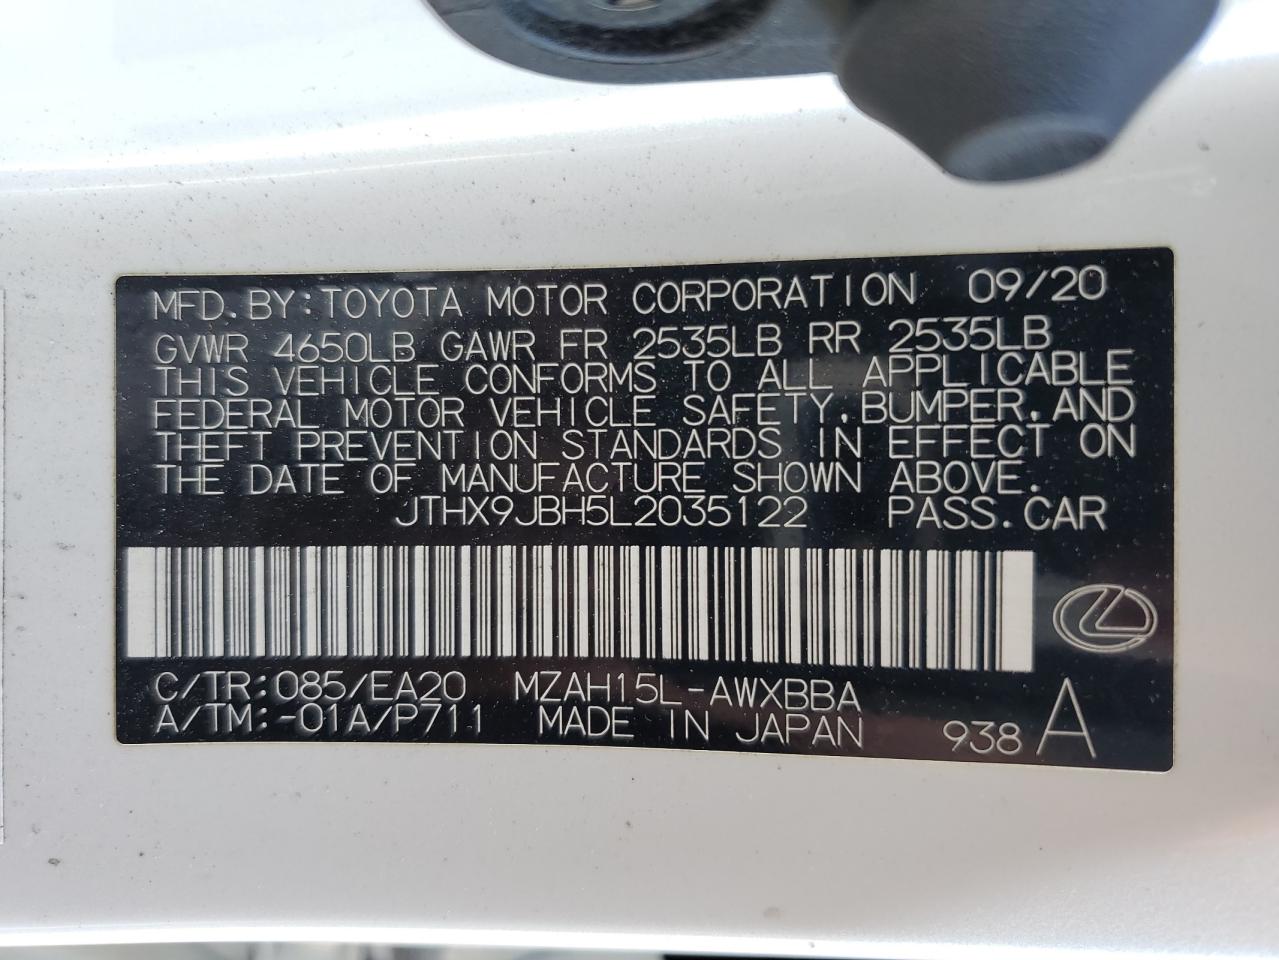 MFD.BY:TOYOTA MOTOR CORPORATION 09/20
GVWR 4650LB GAWR FR 2535LB RR 2535LB
THIS VEHICLE CONFORMS TO ALL APPLICABLE
FEDERAL MOTOR VEHICLE SAFETY,BUMPER,AND
THEFT PREVENTION STANDARDS IN EFFECT ON
THE DATE OF MANUFACTURE SHOWN ABOVE.
JTHX9JBH5L2035122 PASS.CAR
C/TR:085/EA20 MZAH15L-AWXBBA
A/TM:-01A/P711 MADE IN JAPAN 938 A